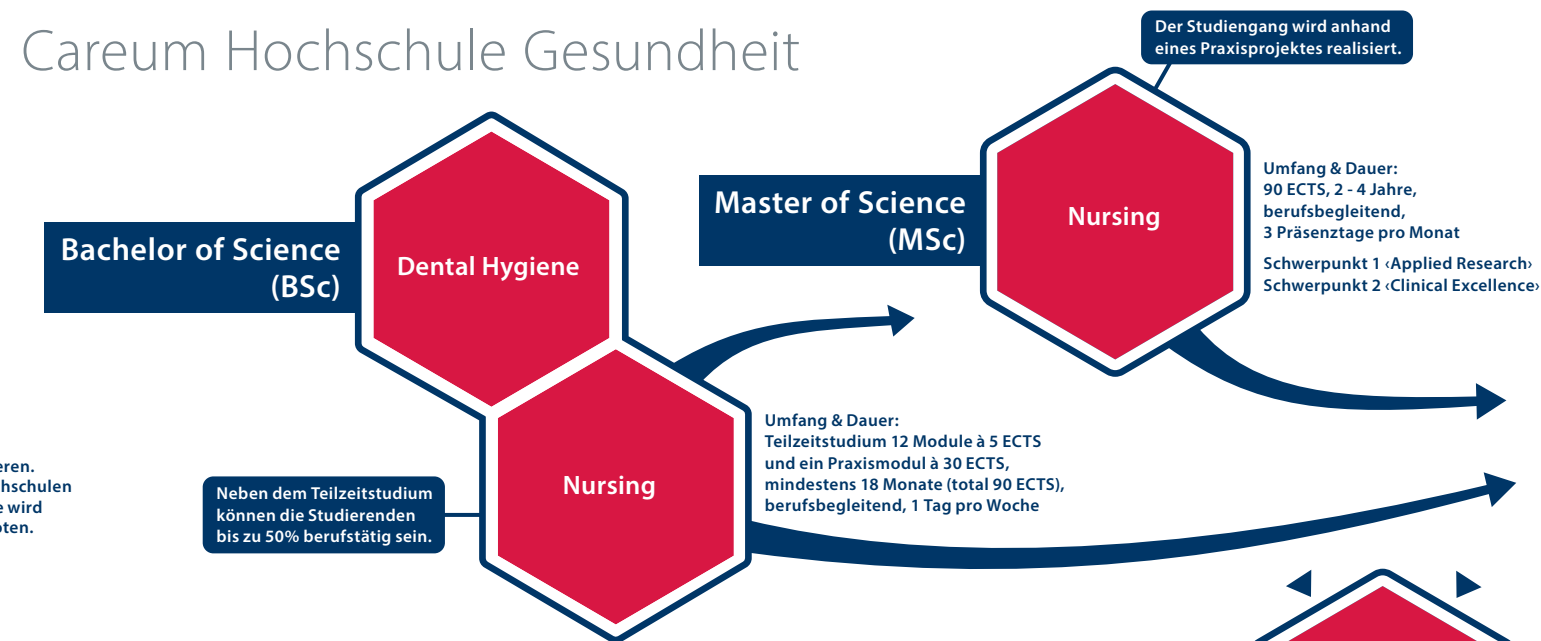 Careum Hochschule Gesundheit
Der Studiengang wird anhand
eines Praxisprojektes realisiert.
Master of Science
(MSc)
Nursing
Umfang & Dauer:
90 ECTS, 2 - 4 Jahre,
berufsbegleitend,
3 Präsenztage pro Monat
Schwerpunkt 1 ‹Applied Research›
Schwerpunkt 2 ‹Clinical Excellence›
Bachelor of Science
(BSc)
Dental Hygiene
Nursing
Umfang & Dauer:
Teilzeitstudium 12 Module à 5 ECTS
und ein Praxismodul à 30 ECTS,
mindestens 18 Monate (total 90 ECTS),
berufsbegleitend, 1 Tag pro Woche
Neben dem Teilzeitstudium
können die Studierenden
bis zu 50% berufstätig sein.
wird